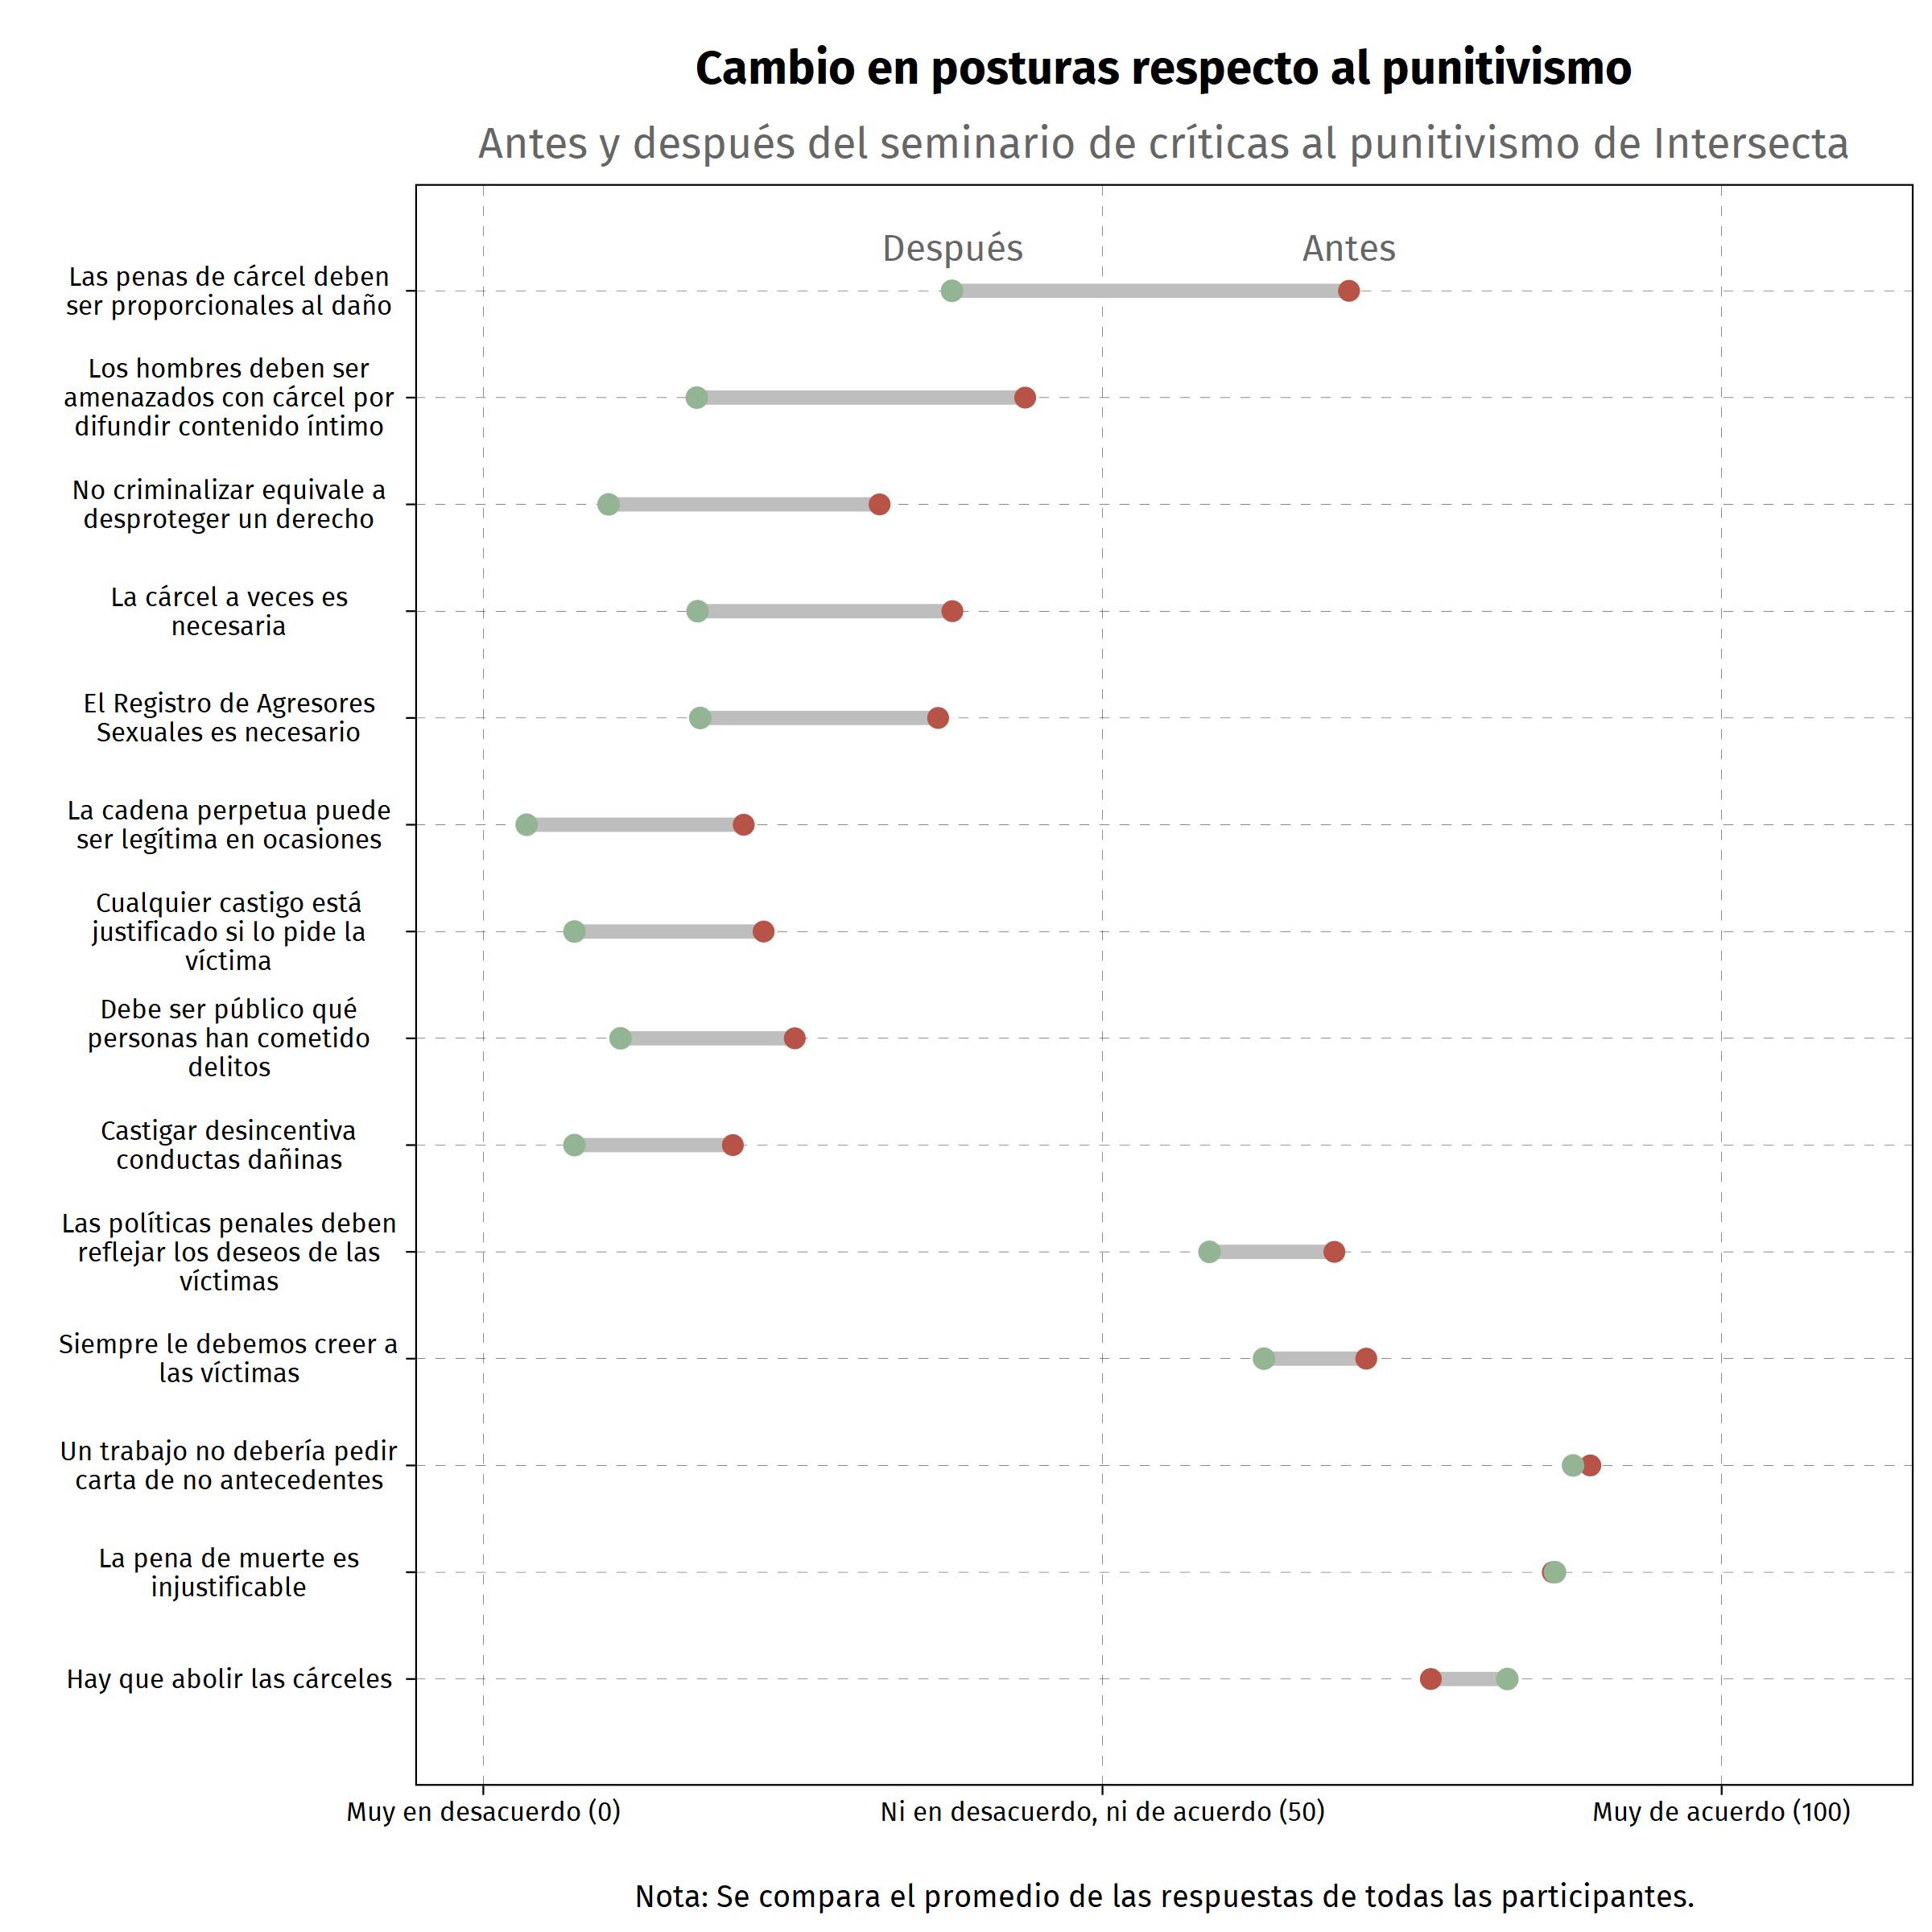 Cambio en posturas respecto al punitivismo
Antes y después del seminario de críticas al punitivismo de Intersecta
Después
Antes
Las penas de cárcel deben
ser proporcionales al daño
Los hombres deben ser
amenazados con cárcel por
difundir contenido íntimo
No criminalizar equivale a
desproteger un derecho
La cárcel a veces es
necesaria
El Registro de Agresores
Sexuales es necesario
La cadena perpetua puede
ser legítima en ocasiones
Cualquier castigo está
justificado si lo pide la
víctima
Debe ser público qué
personas han cometido
delitos
Castigar desincentiva
conductas dañinas
Las políticas penales deben
reflejar los deseos de las
víctimas
Siempre le debemos creer a
las víctimas
Un trabajo no debería pedir
carta de no antecedentes
La pena de muerte es
injustificable
Hay que abolir las cárceles
Muy en desacuerdo (0)
Ni en desacuerdo, ni de acuerdo (50)
Muy de acuerdo (100)
Nota: Se compara el promedio de las respuestas de todas las participantes.